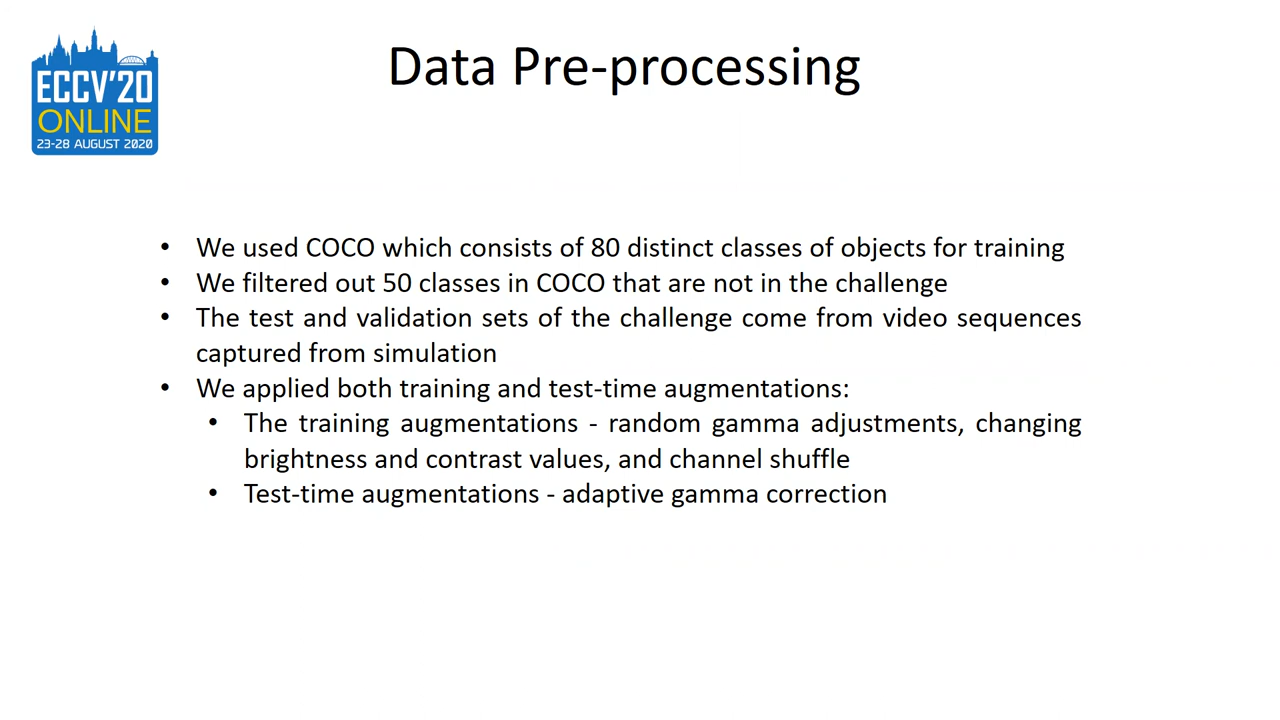 ECCV'20
ONLINE
23-28 AUGUST 2020
Data Pre-processing
• We used COCO which consists of 80 distinct classes of objects for training
• We filtered out 50 classes in COCO that are not in the challenge
• The test and validation sets of the challenge come from video sequences
captured from simulation
• We applied both training and test-time augmentations:
• The training augmentations - random gamma adjustments, changing
brightness and contrast values, and channel shuffle
• Test-time augmentations - adaptive gamma correction